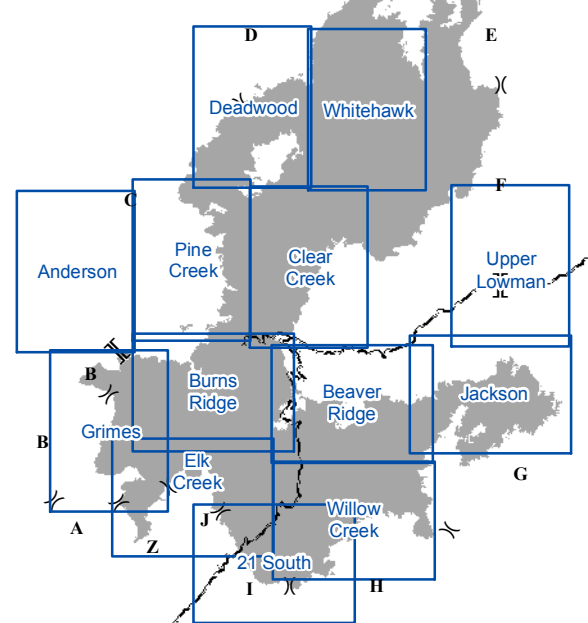 D
E
Deadwood
Whitehawk
F
C
Pine
Creek
Clear
Creek
Anderson
Upper
Lowman
B
Burns
Ridge
Beaver
Ridge
Jackson
B
Grimes
Elk
Creek
G
A
J
Willow
Creek
Z
21 South
I
H